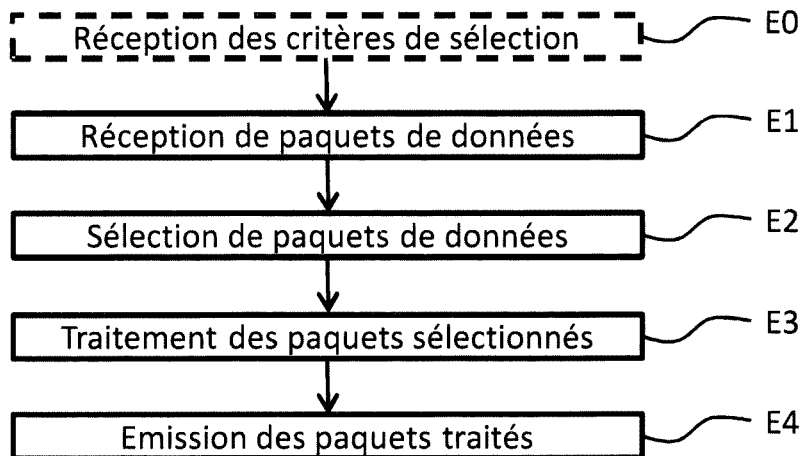 Réception des critères de sélection E0
Réception de paquets de données E1
Sélection de paquets de données E2
Traitement des paquets sélectionnés E3
Emission des paquets traités E4